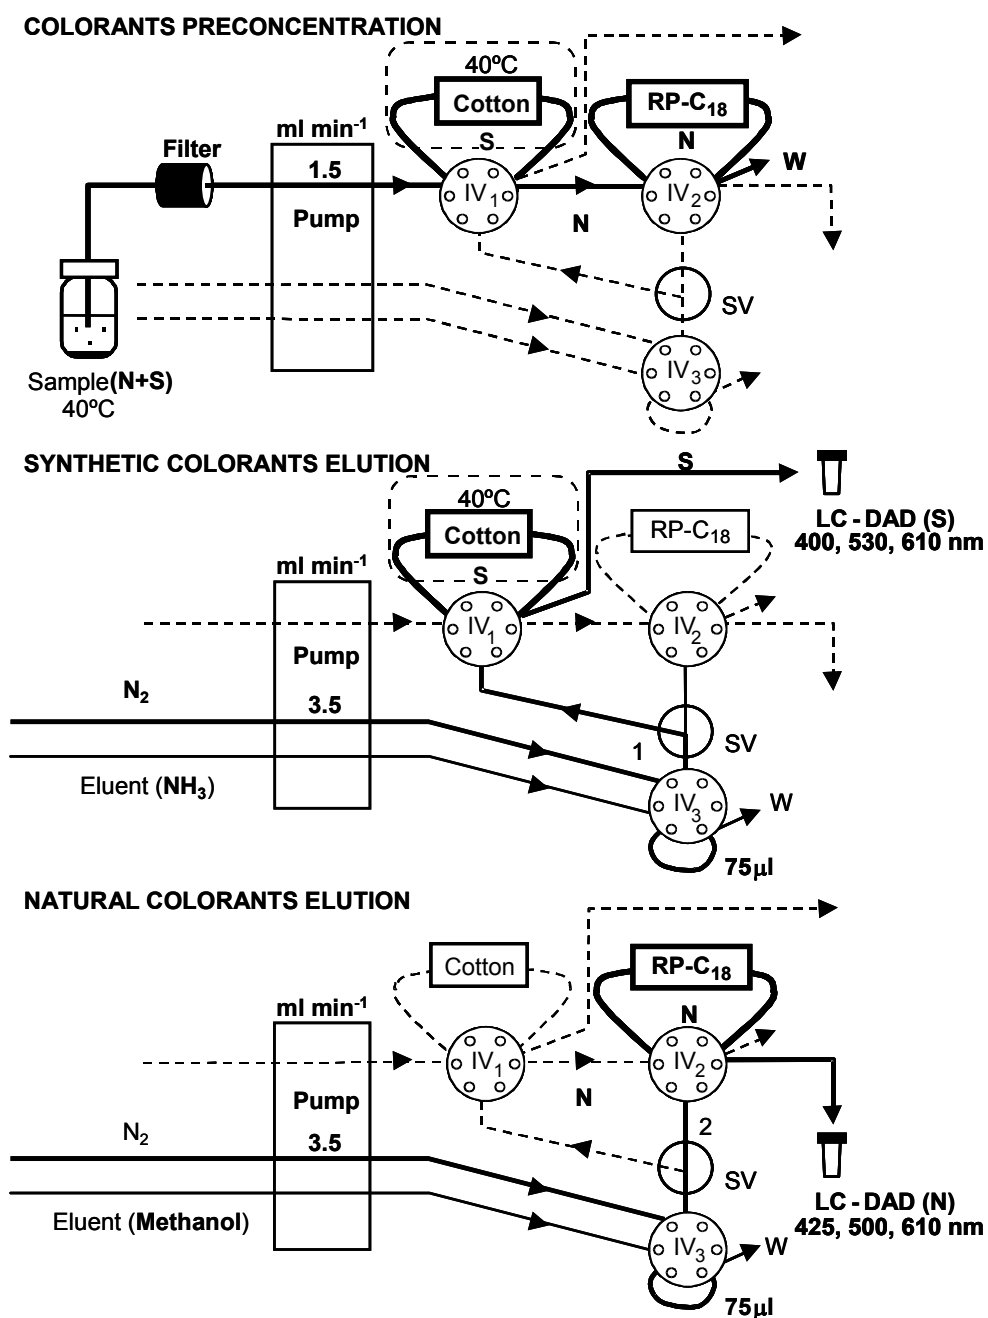 COLORANTS PRECONCENTRATION
40ºC
Cotton
S
RP-C18
N
W
ml min-1
Filter
1.5
Pump
IV1
IV2
N
SV
IV3
Sample(N+S)
40ºC
SYNTHETIC COLORANTS ELUTION
S
40ºC
Cotton
S
RP-C18
LC - DAD (S)
400, 530, 610 nm
ml min-1
IV1
IV2
Pump
N2
3.5
1
SV
Eluent (NH3)
IV3
W
75µl
NATURAL COLORANTS ELUTION
Cotton
RP-C18
N
ml min-1
IV1
IV2
N
Pump
N2
3.5
2
SV
LC - DAD (N)
425, 500, 610 nm
Eluent (Methanol)
IV3
W
75µl